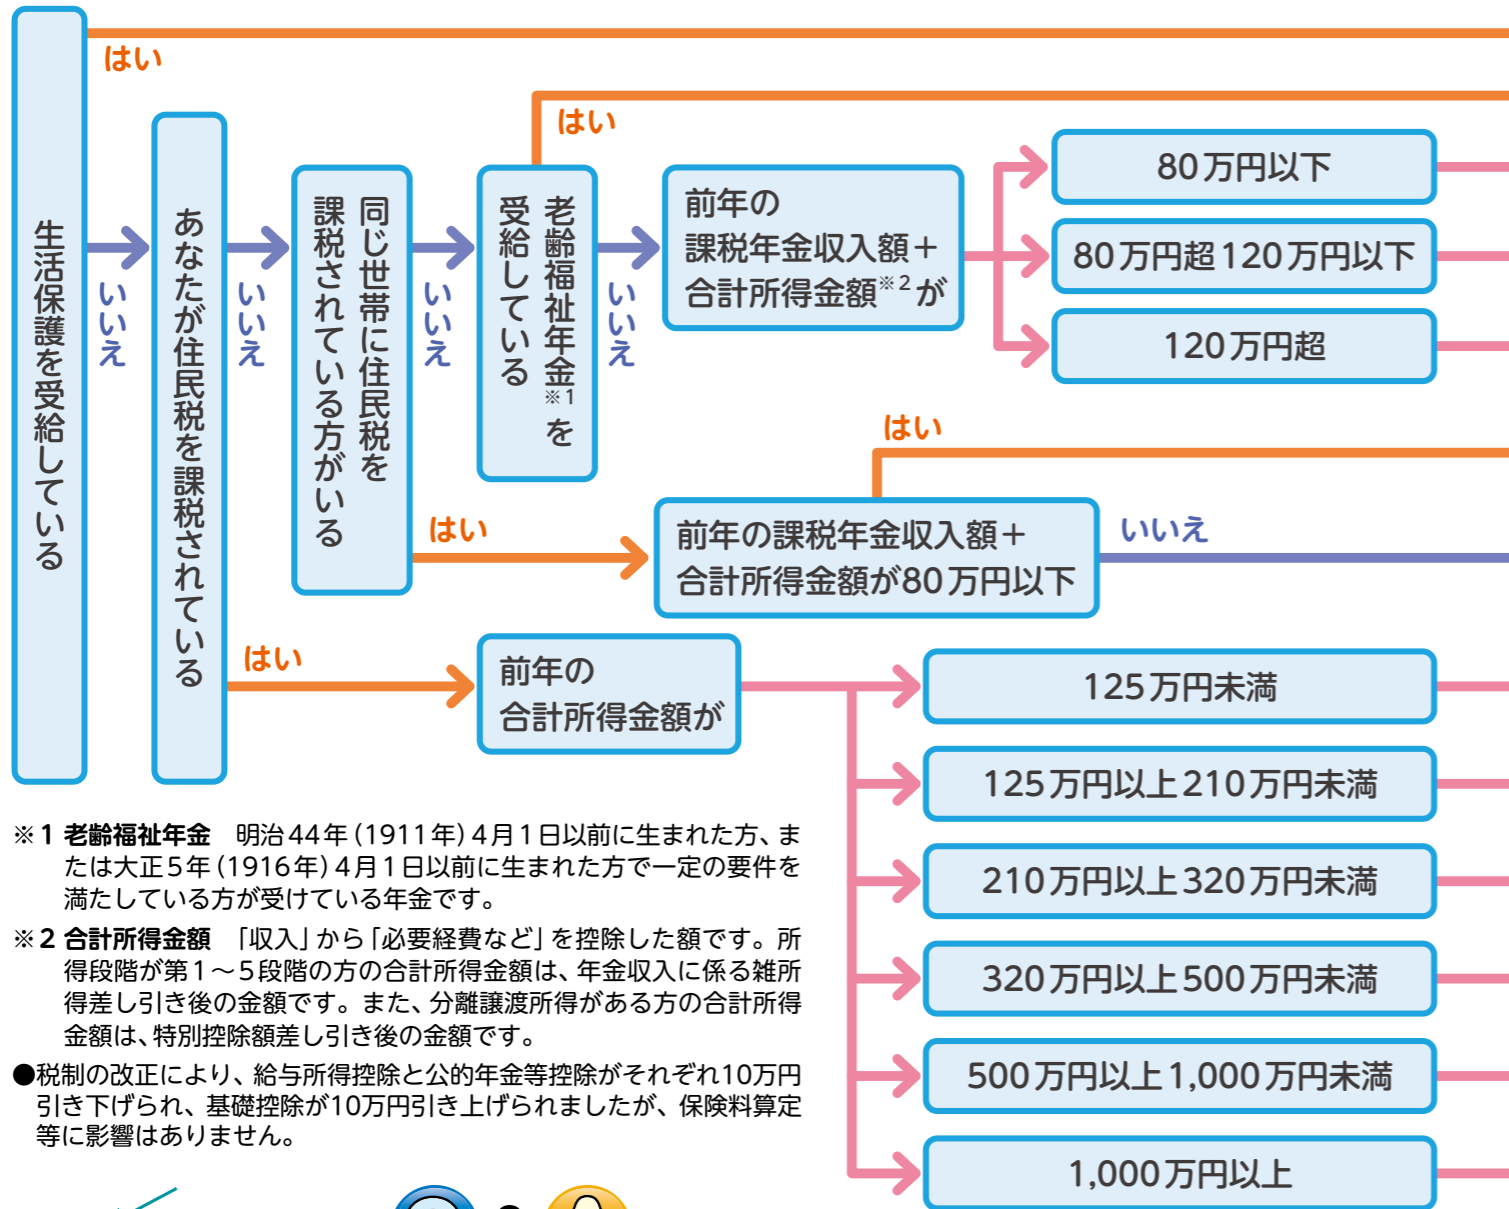 生活保護を受給している
はい
いいえ
あなたが住民税を課税されている
いいえ
同じ世帯に住民税を
課税されている方がいる
いいえ
老齢福祉年金※1を
受給している
はい
いいえ
前年の
課税年金収入額＋
合計所得金額※2が
80万円以下
80万円超120万円以下
120万円超
はい
はい
前年の課税年金収入額＋
合計所得金額が80万円以下
いいえ
はい
前年の
合計所得金額が
125万円未満
125万円以上210万円未満
210万円以上320万円未満
320万円以上500万円未満
500万円以上1,000万円未満
1,000万円以上
※1 老齢福祉年金　明治44年(1911年)4月1日以前に生まれた方、ま
たは大正5年(1916年)4月1日以前に生まれた方で一定の要件を
満たしている方が受けている年金です。
※2 合計所得金額　「収入」から「必要経費など」を控除した額です。所
得段階が第1～5段階の方の合計所得金額は、年金収入に係る雑所
得差し引き後の金額です。また、分離譲渡所得がある方の合計所得
金額は、特別控除額差し引き後の金額です。
●税制の改正により、給与所得控除と公的年金等控除がそれぞれ10万円
引き下げられ、基礎控除が10万円引き上げられましたが、保険料算定
等に影響はありません。